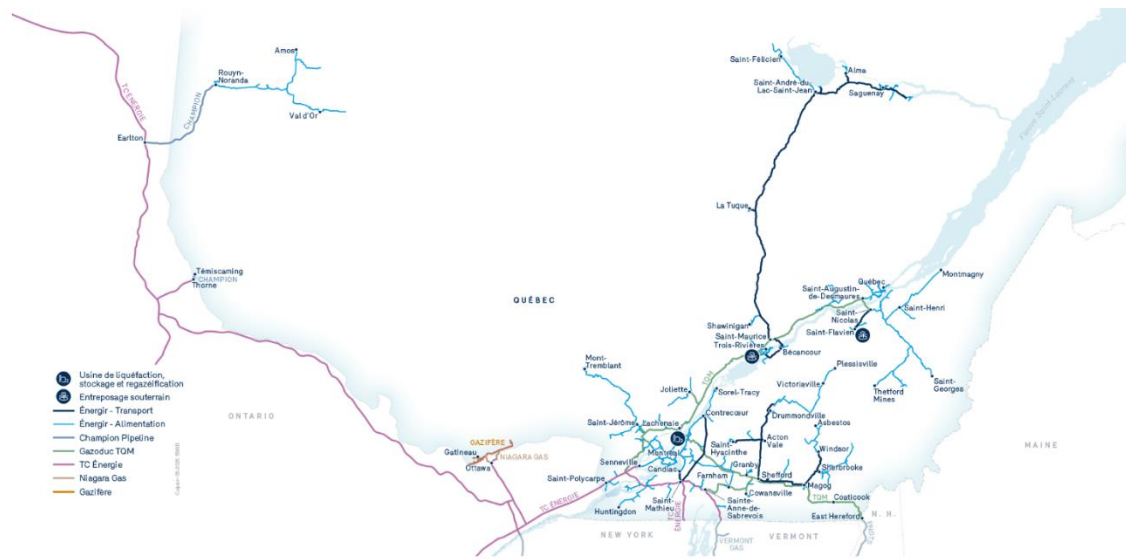 Amos
Rouyn-
Noranda
Val d'Or
CHAMPION
TC ÉNERGIE
Earlton
Saint-Félicien
Alma
Saint-André-du
Lac-Saint-Jean
Saguenay
Fleuve Saint-Laurent
La Tuque
Témiscaming
CHAMPION
Thorne
QUÉBEC
Montmagny
Québec
Saint-Augustin-
de-Desmaures
Saint-
Nicolas
Saint-Henri
Saint-Flavien
Shawinigan
Saint-Maurice
Trois-Rivières
Bécancour
Plessisville
Victoriaville
Thetford
Mines
Saint-
Georges
Mont-
Tremblant
TQM
Joliette
Sorel-Tracy
Contrecœur
Drummondville
Asbestos
Saint-Jérôme
Lachenaie
Acton
Vale
Saint-
Hyacinthe
Windsor
Montréal
Senneville
Candiac
Granby
Shefford
Sherbrooke
Farnham
Magog
Cowansville
Coaticook
TQM
Saint-Polycarpe
Huntingdon
Saint-
Mathieu
Sainte-
Anne-de-
Sabrevois
East Hereford
GAZIFÈRE
Gatineau
NIAGARA GAS
Ottawa
TC ÉNERGIE
TC
ÉNERGIE
ONTARIO
MAINE
NEW YORK
VERMONT
N. H.
VERMONT
GAS
PNGTS
Usine de liquéfaction,
stockage et regazéification
Entreposage souterrain
Énergir - Transport
Énergir - Alimentation
Champion Pipeline
Gazoduc TQM
TC Énergie
Niagara Gas
Gazifère